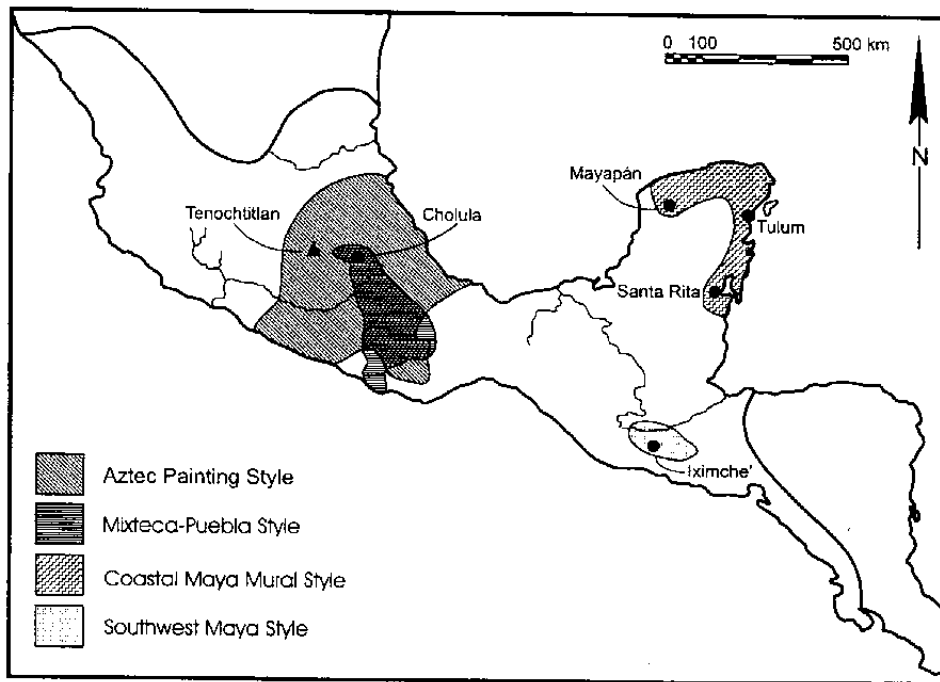 0 100 500 km
N
Mayapán
Tenochtitlan
Cholula
Tulum
Santa Rita
Iximche'
Aztec Painting Style
Mixteca-Puebla Style
Coastal Maya Mural Style
Southwest Maya Style